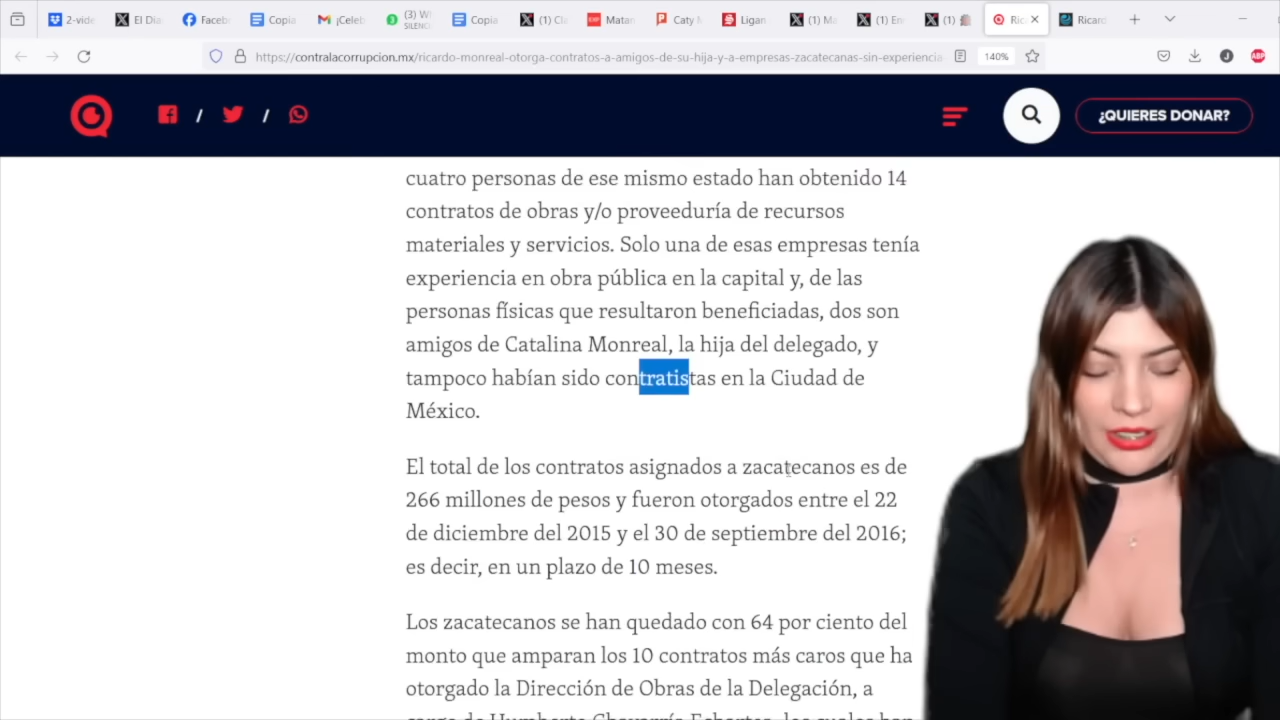 2-vide
El Dia
Faceb
Copia
¡Celeb
(3) W
SILENC
Copia
(1) Cl
Matan
Caty
Ligan
(1) Ma
(1) En
(1)
Ric
Ricard
https://contralacorrupcion.mx/ricardo-monreal-otorga-contratos-a-amigos-de-su-hija-y-a-empresas-zacatecanas-sin-experiencia
140%
J
ABP
/ /
¿QUIERES DONAR?
cuatro personas de ese mismo estado han obtenido 14
contratos de obras y/o proveeduría de recursos
materiales y servicios. Solo una de esas empresas tenía
experiencia en obra pública en la capital y, de las
personas físicas que resultaron beneficiadas, dos son
amigos de Catalina Monreal, la hija del delegado, y
tampoco habían sido contratistas en la Ciudad de
México.
El total de los contratos asignados a zacatecanos es de
266 millones de pesos y fueron otorgados entre el 22
de diciembre del 2015 y el 30 de septiembre del 2016;
es decir, en un plazo de 10 meses.
Los zacatecanos se han quedado con 64 por ciento del
monto que amparan los 10 contratos más caros que ha
otorgado la Dirección de Obras de la Delegación, a